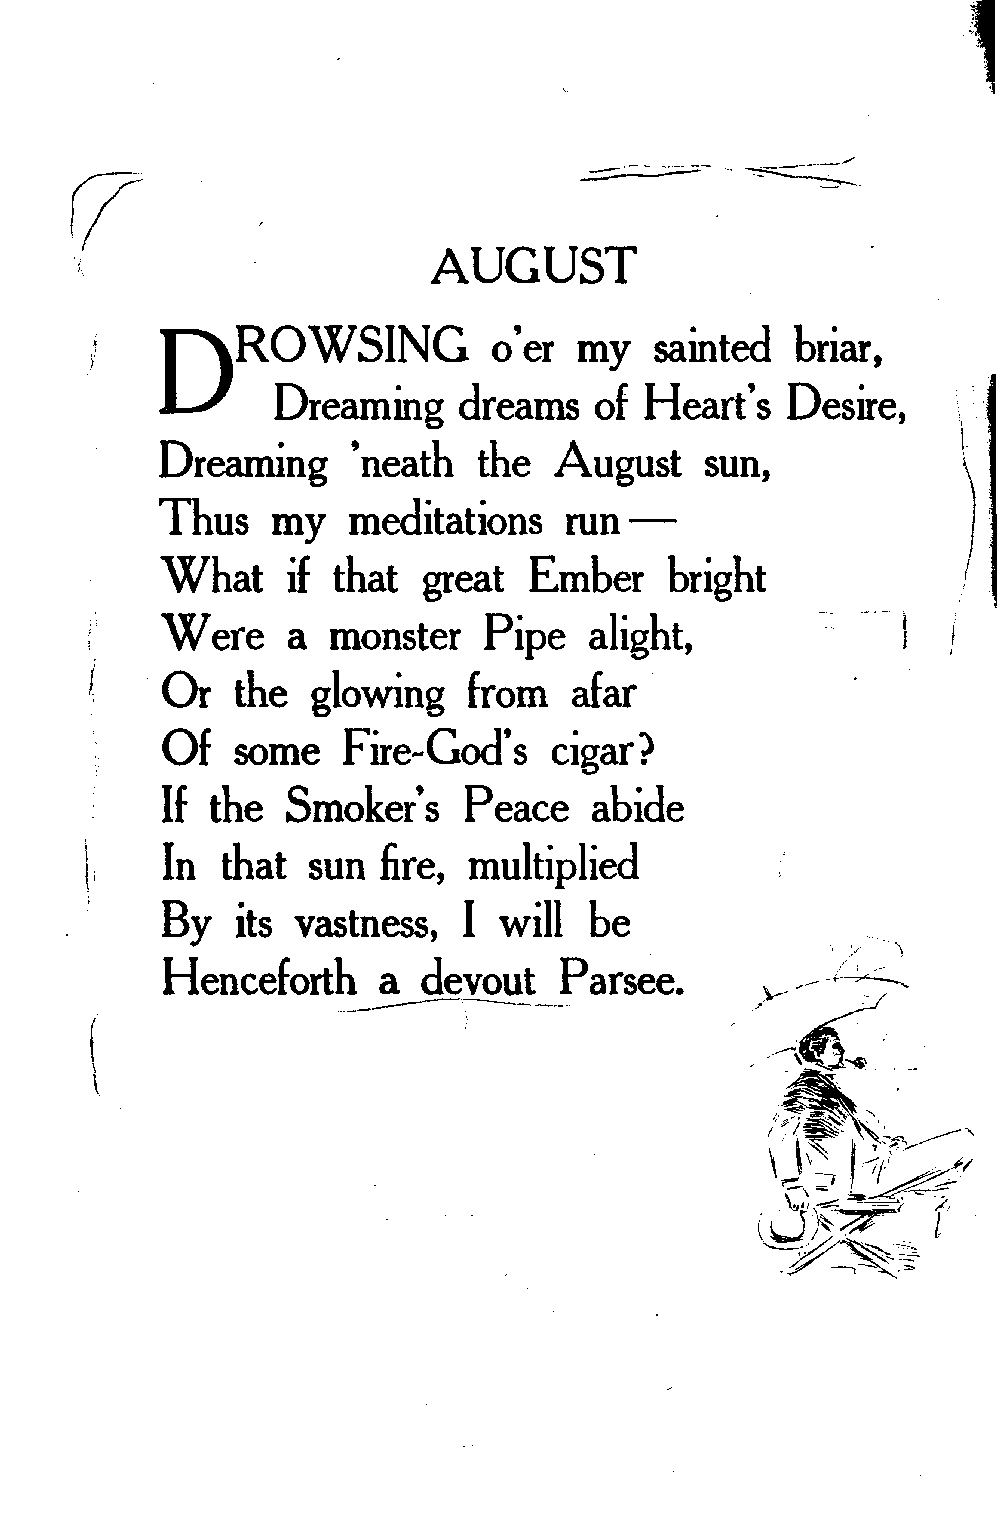 AUGUST
DROWSING o'er my sainted briar,
Dreaming dreams of Heart's Desire,
Dreaming 'neath the August sun,
Thus my meditations run—
What if that great Ember bright
Were a monster Pipe alight,
Or the glowing from afar
Of some Fire-God's cigar?
If the Smoker's Peace abide
In that sun fire, multiplied
By its vastness, I will be
Henceforth a devout Parsee.